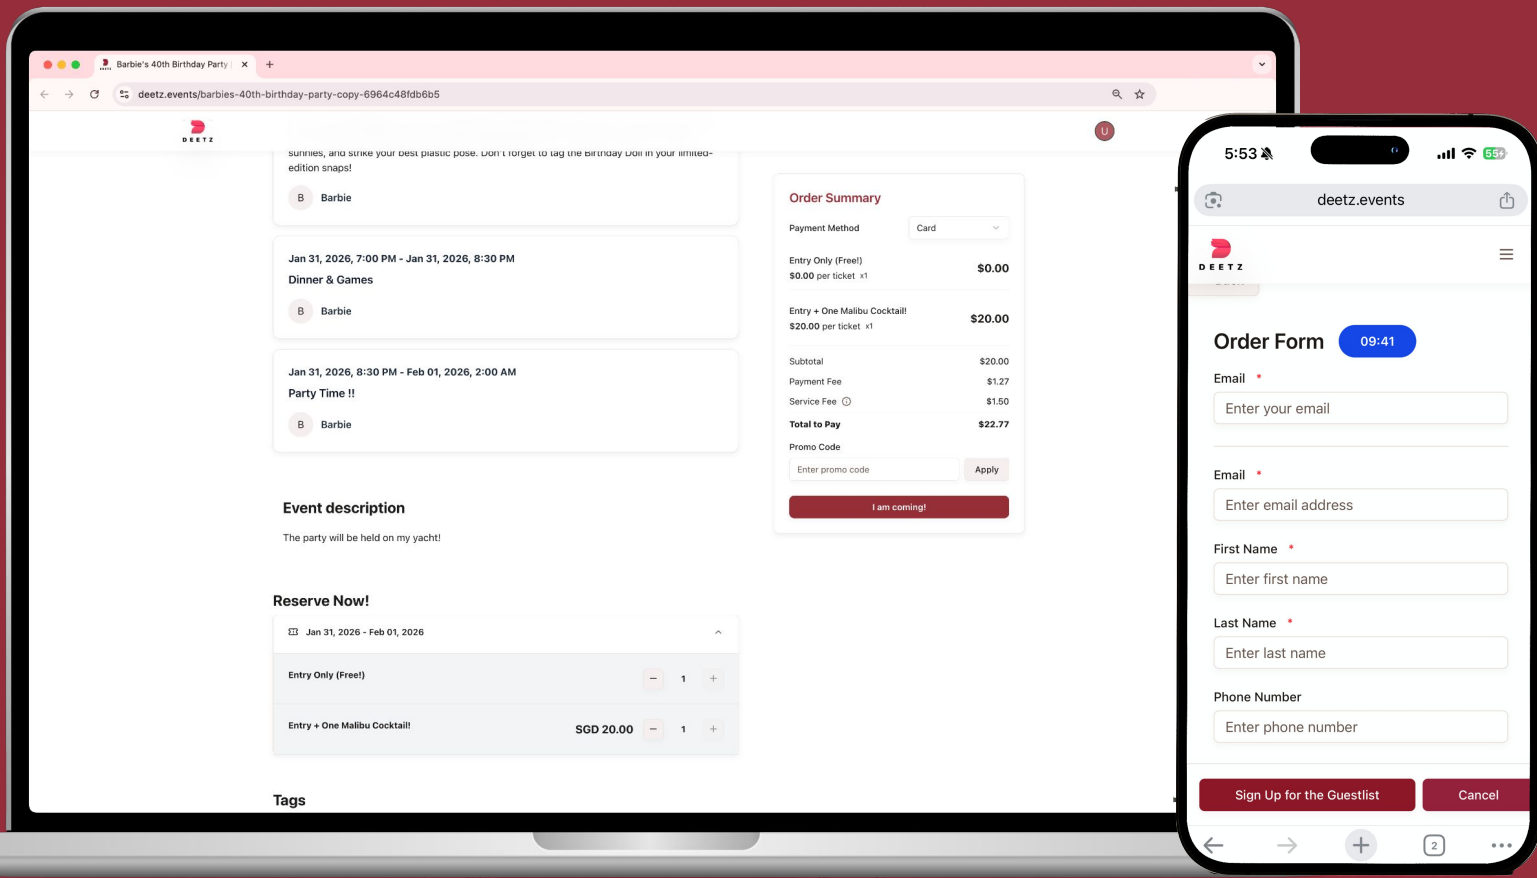 Barbie's 40th Birthday Party
deetz.events/barbies-40th-birthday-party-copy-6964c48fdb6b5
DEETZ
U
sunnies, and strike your best plastic pose. Don't forget to tag the Birthday Doll in your limited-
edition snaps!
B Barbie
Jan 31, 2026, 7:00 PM - Jan 31, 2026, 8:30 PM
Dinner & Games
B Barbie
Jan 31, 2026, 8:30 PM - Feb 01, 2026, 2:00 AM
Party Time !!
B Barbie
Event description
The party will be held on my yacht!
Reserve Now!
Jan 31, 2026 - Feb 01, 2026
Entry Only (Free!) − 1 +
Entry + One Malibu Cocktail! SGD 20.00 − 1 +
Tags
Order Summary
Payment Method Card
Entry Only (Free!)
$0.00 per ticket x1 $0.00
Entry + One Malibu Cocktail!
$20.00 per ticket x1 $20.00
Subtotal $20.00
Payment Fee $1.27
Service Fee $1.50
Total to Pay $22.77
Promo Code
Enter promo code Apply
I am coming!
5:53 55
deetz.events
DEETZ
Order Form 09:41
Email *
Enter your email
Email *
Enter email address
First Name *
Enter first name
Last Name *
Enter last name
Phone Number
Enter phone number
Sign Up for the Guestlist Cancel
2